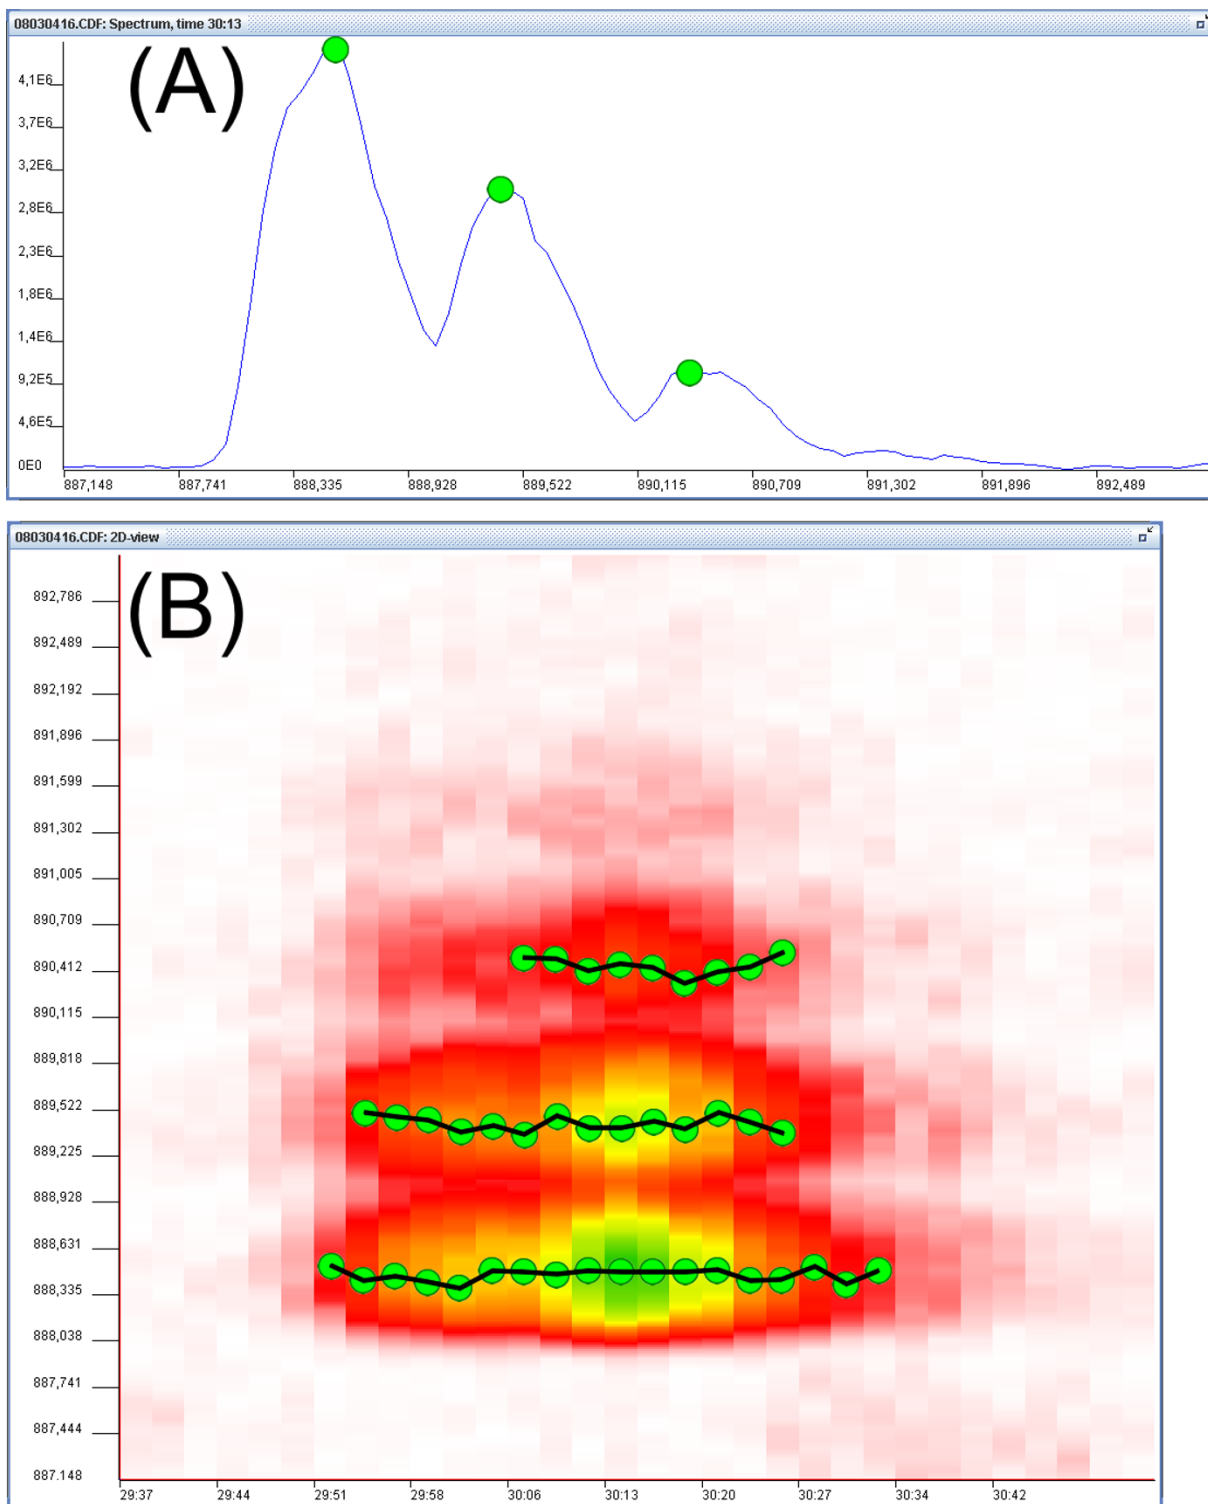 08030416.CDF: Spectrum, time 30:13
(A)
4,1E6
3,7E6
3,2E6
2,8E6
2,3E6
1,8E6
1,4E6
9,2E5
4,6E5
0E0
887,148 887,741 888,335 888,928 889,522 890,115 890,709 891,302 891,896 892,489
08030416.CDF: 2D-view
(B)
892,786
892,489
892,192
891,896
891,599
891,302
891,005
890,709
890,412
890,115
889,818
889,522
889,225
888,928
888,631
888,335
888,038
887,741
887,444
887.148
29:37 29:44 29:51 29:58 30:06 30:13 30:20 30:27 30:34 30:42